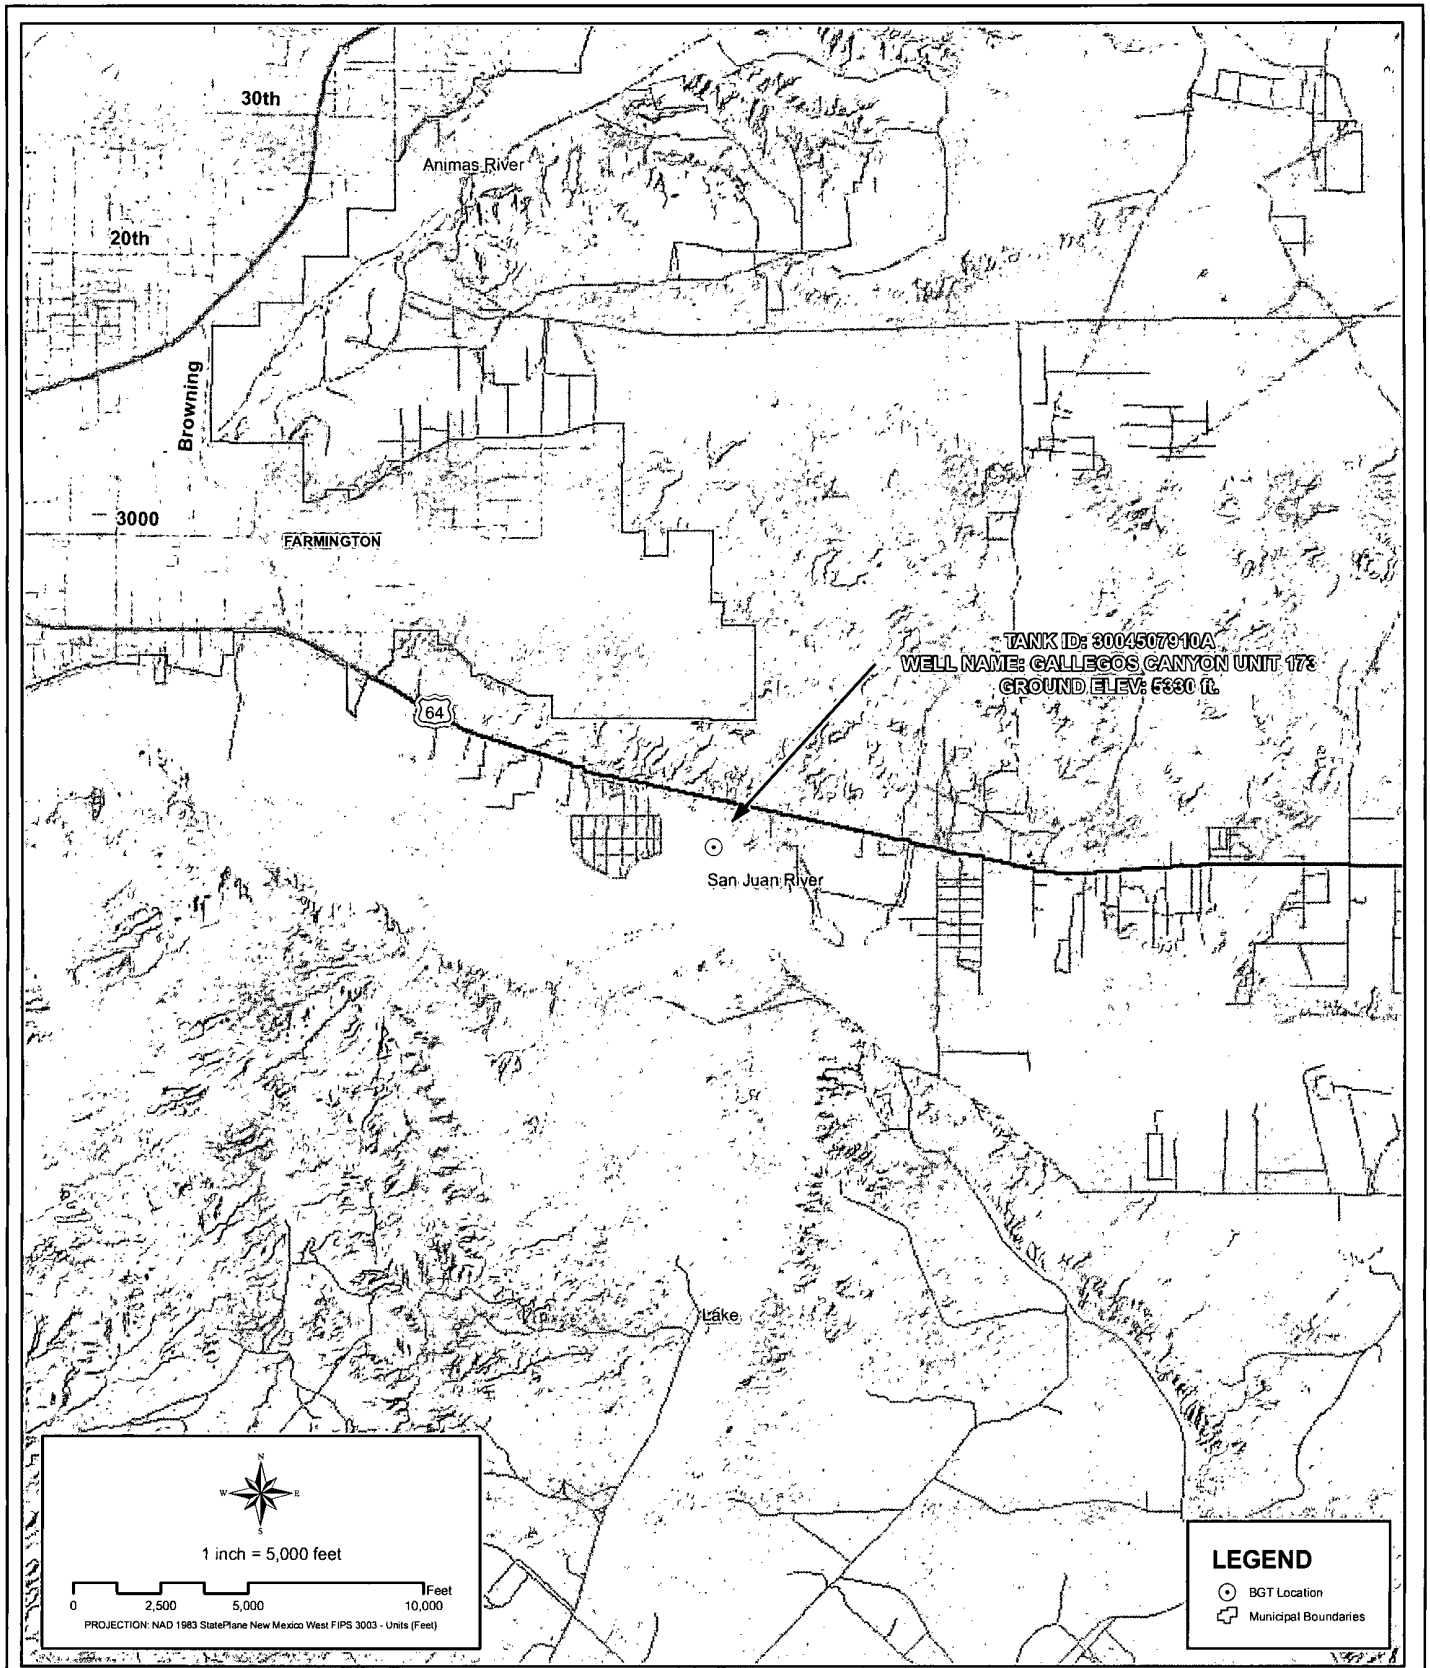 30th
Animas River
20th
Browning
3000
FARMINGTON
TANK ID: 3004507910A
WELL NAME: GALLEGOS CANYON UNIT 173
GROUND ELEV: 5330 ft.
64
San Juan River
Lake
N
W
E
S
1 inch = 5,000 feet
Feet
0
2,500
5,000
10,000
PROJECTION: NAD 1983 StatePlane New Mexico West FIPS 3003 - Units (Feet)
LEGEND
BGT Location
Municipal Boundaries